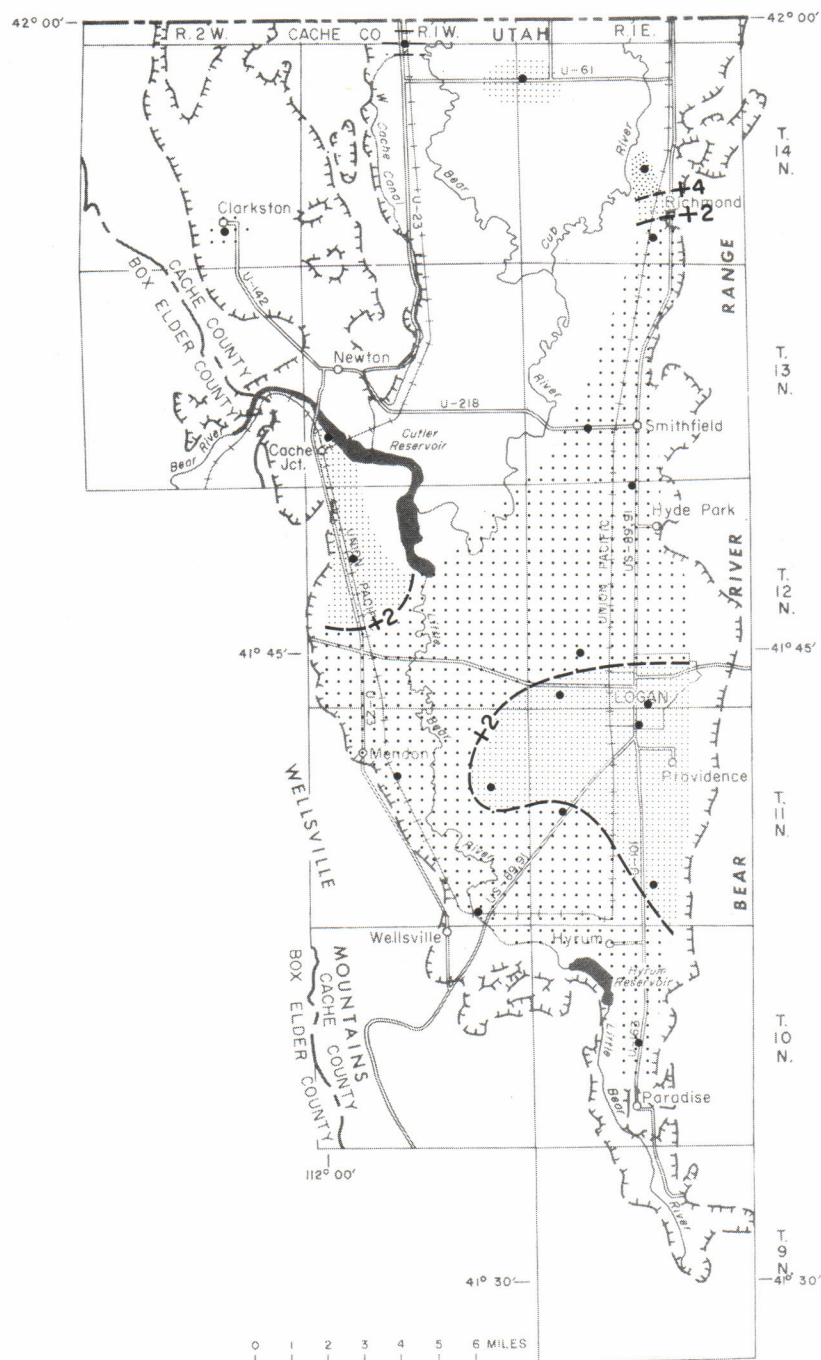 42° 00'
R. 2 W.
CACHE CO
R. 1 W.
UTAH
R. 1 E.
42° 00'
U-61
W Cache Canal
Bear
River
Cub
River
T. 14 N.
+4
Richmond
+2
Clarkston
U-23
U-142
CACHE COUNTY
BOX ELDER COUNTY
RANGE
Newton
T. 13 N.
U-218
Smithfield
Cutler
Reservoir
Bear River
Cache
Jct.
Hyde Park
UNION PACIFIC
US-89,91
UNION PACIFIC
RIVER
T. 12 N.
+2
Little
41° 45'
41° 45'
U-23
Bear
LOGAN
+2
Mendon
Providence
WELLSVILLE
T. 11 N.
River
US-89,91
U-101
BEAR
Wellsville
Hyrum
Hyrum
Reservoir
MOUNTAINS
CACHE COUNTY
BOX ELDER COUNTY
Little
Bear
River
T. 10 N.
Paradise
112° 00'
T. 9 N.
41° 30'
41° 30'
0 1 2 3 4 5 6 MILES